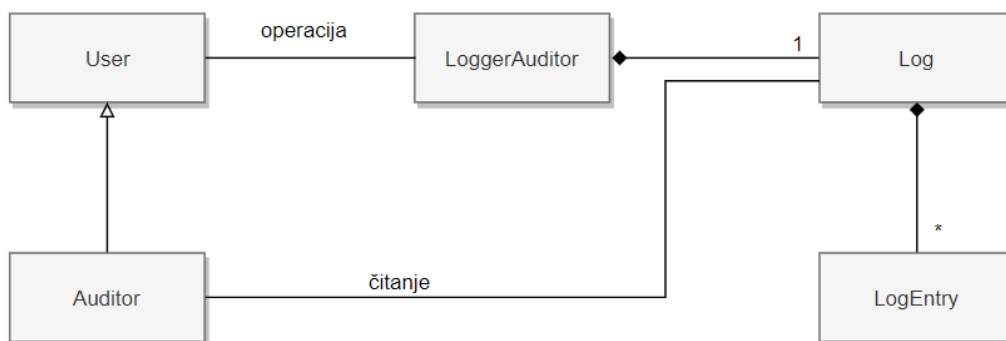 operacija
User
LoggerAuditor
1
Log
*
čitanje
Auditor
LogEntry